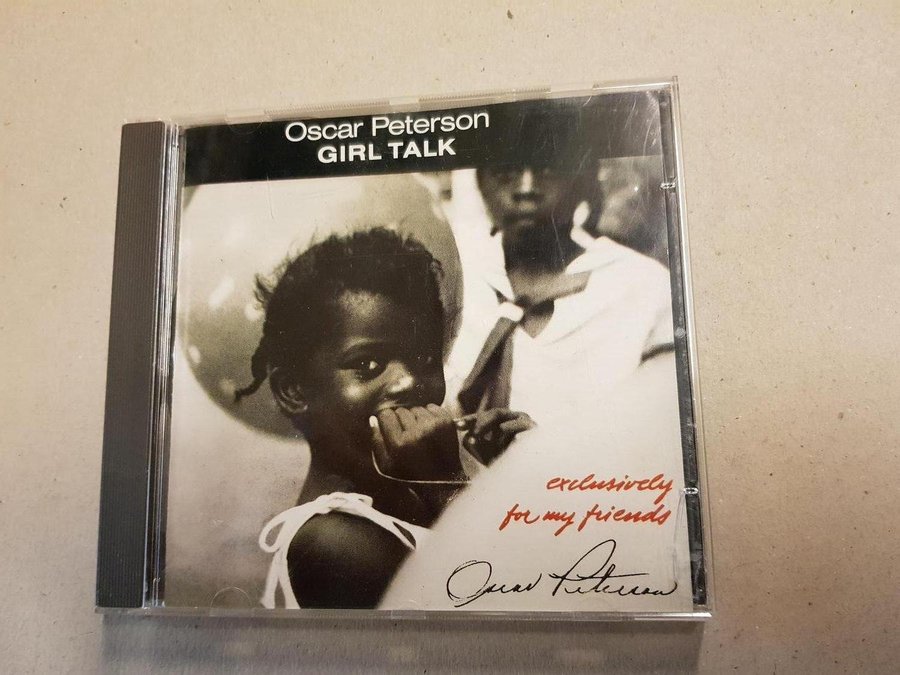 Oscar Peterson
GIRL TALK
exclusively
for my friends
Oscar Peterson